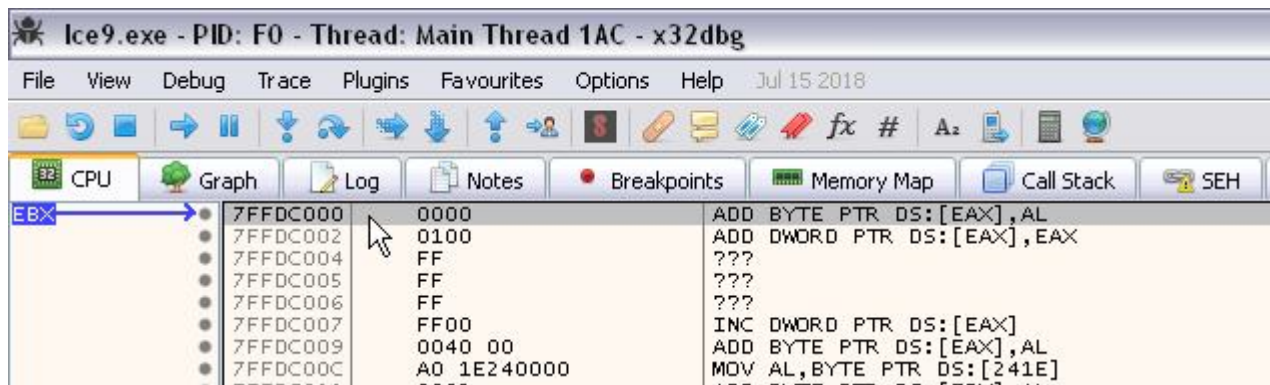 Ice9.exe - PID: F0 - Thread: Main Thread 1AC - x32dbg
File View Debug Trace Plugins Favourites Options Help Jul 15 2018
fx # Az
32 CPU Graph Log Notes Breakpoints Memory Map Call Stack SEH
EBX 7FFDC000 0000 ADD BYTE PTR DS:[EAX],AL
7FFDC002 0100 ADD DWORD PTR DS:[EAX],EAX
7FFDC004 FF ???
7FFDC005 FF ???
7FFDC006 FF ???
7FFDC007 FF00 INC DWORD PTR DS:[EAX]
7FFDC009 0040 00 ADD BYTE PTR DS:[EAX],AL
7FFDC00C A0 1E240000 MOV AL,BYTE PTR DS:[241E]